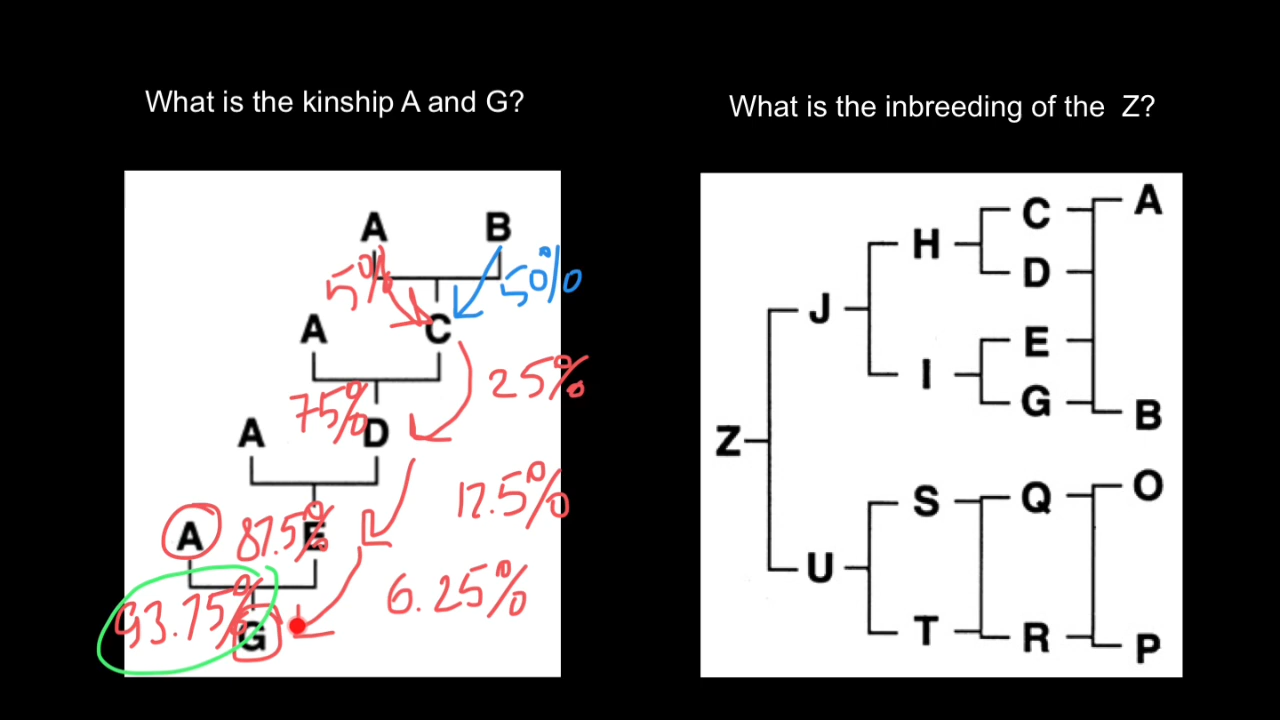 What is the kinship A and G?
A B
5% 50%
A C
25%
75%
A D
12.5%
A 87.5% E
6.25%
93.75%
G
What is the inbreeding of the Z?
A
C
H
D
J
E
I
G
B
Z
O
Q
S
U
T
R
P